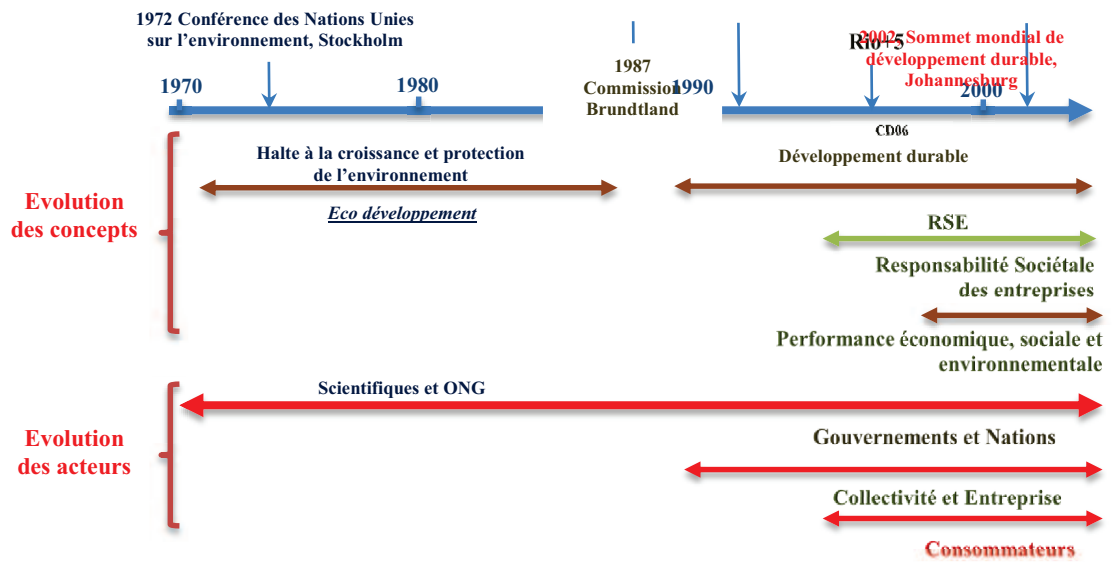 1972 Conférence des Nations Unies
sur l'environnement, Stockholm
1987
Commission
Brundtland
Rio+5
2002, Sommet mondial de
développement durable,
Johannesburg
1970
1980
1990
2000
CD06
Halte à la croissance et protection
de l'environnement
Eco développement
Développement durable
Evolution
des concepts
RSE
Responsabilité Sociétale
des entreprises
Performance économique, sociale et
environnementale
Scientifiques et ONG
Evolution
des acteurs
Gouvernements et Nations
Collectivité et Entreprise
Consommateurs